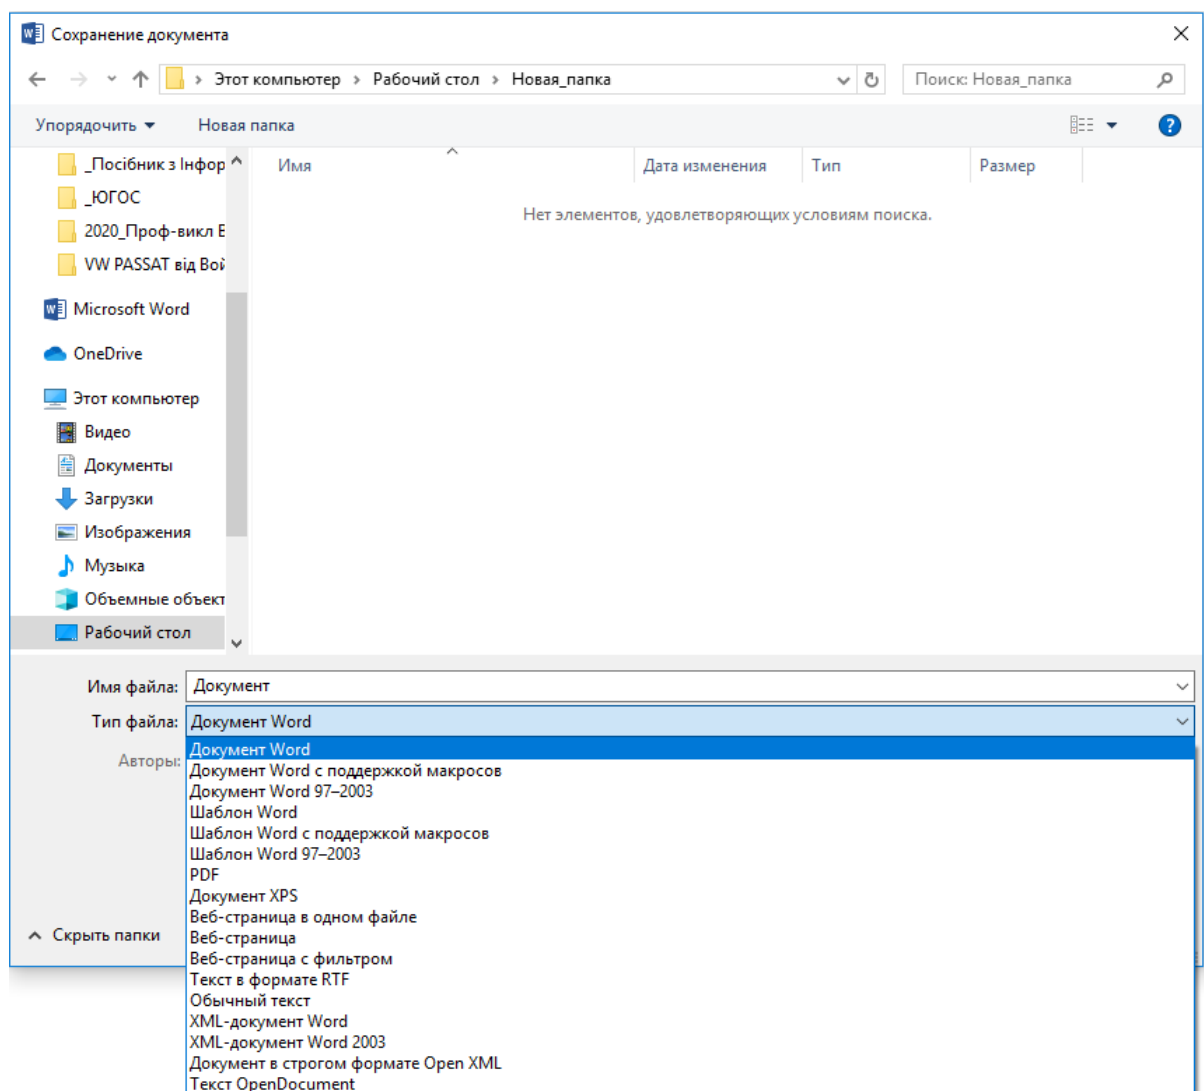 Сохранение документа
Этот компьютер > Рабочий стол > Новая_папка
Поиск: Новая_папка
Упорядочить
Новая папка
Имя
Дата изменения
Тип
Размер
Нет элементов, удовлетворяющих условиям поиска.
_Посібник з Інфор
_ЮГОС
2020_Проф-викл В
VW PASSAT від Вой
Microsoft Word
OneDrive
Этот компьютер
Видео
Документы
Загрузки
Изображения
Музыка
Объемные объект
Рабочий стол
Имя файла: Документ
Тип файла: Документ Word
Авторы:
Документ Word
Документ Word с поддержкой макросов
Документ Word 97–2003
Шаблон Word
Шаблон Word с поддержкой макросов
Шаблон Word 97–2003
PDF
Документ XPS
Веб-страница в одном файле
Веб-страница
Веб-страница с фильтром
Текст в формате RTF
Обычный текст
XML-документ Word
XML-документ Word 2003
Документ в строгом формате Open XML
Текст OpenDocument
Скрыть папки